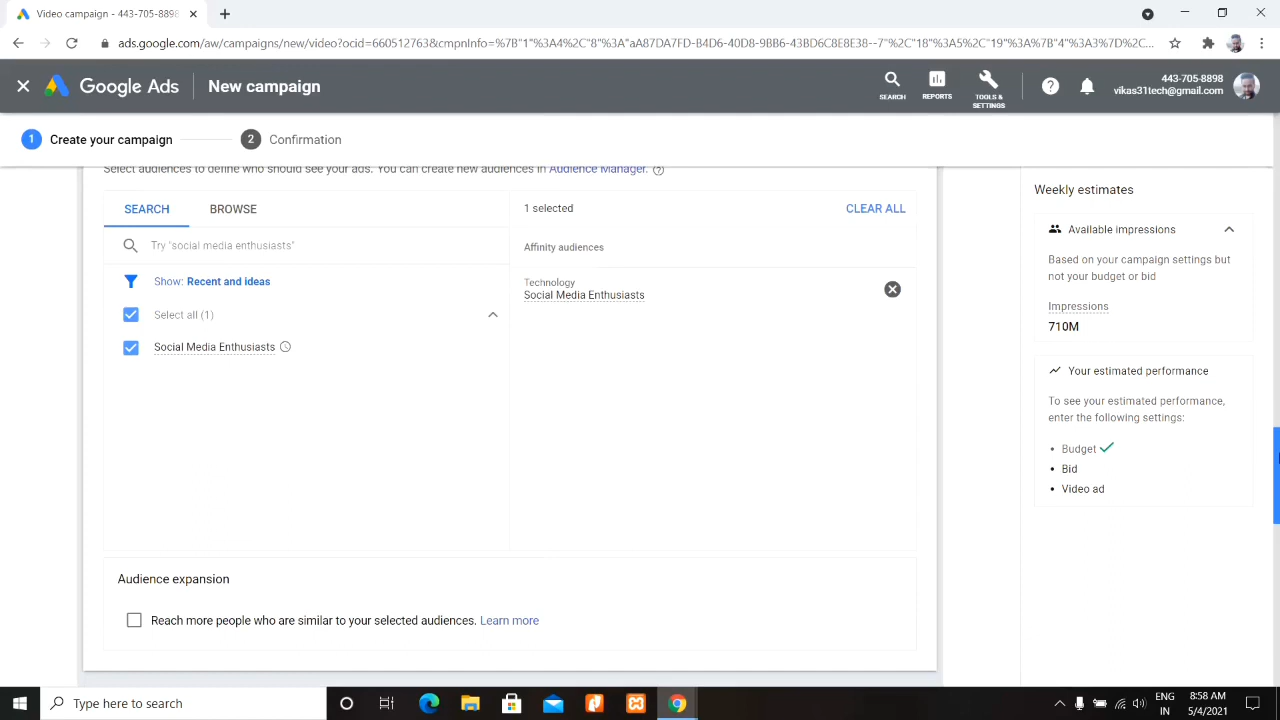 Video campaign - 443-705-8898
ads.google.com/aw/campaigns/new/video?ocid=660512763&cmpnInfo=%7B"1"%3A4%2C"8"%3A"aA87DA7FD-B4D6-40D8-9BB6-43BD6C8E8E38--7"%2C"18"%3A5%2C"19"%3A%7B"4"%3A3%7D%2C...
Google Ads
New campaign
SEARCH
REPORTS
TOOLS & SETTINGS
443-705-8898
vikas31tech@gmail.com
1 Create your campaign
2 Confirmation
Select audiences to define who should see your ads. You can create new audiences in Audience Manager.
SEARCH
BROWSE
Try "social media enthusiasts"
Show: Recent and ideas
Select all (1)
Social Media Enthusiasts
1 selected
CLEAR ALL
Affinity audiences
Technology
Social Media Enthusiasts
Audience expansion
Reach more people who are similar to your selected audiences. Learn more
Weekly estimates
Available impressions
Based on your campaign settings but
not your budget or bid
Impressions
710M
Your estimated performance
To see your estimated performance,
enter the following settings:
• Budget
• Bid
• Video ad
Type here to search
ENG
IN
8:58 AM
5/4/2021